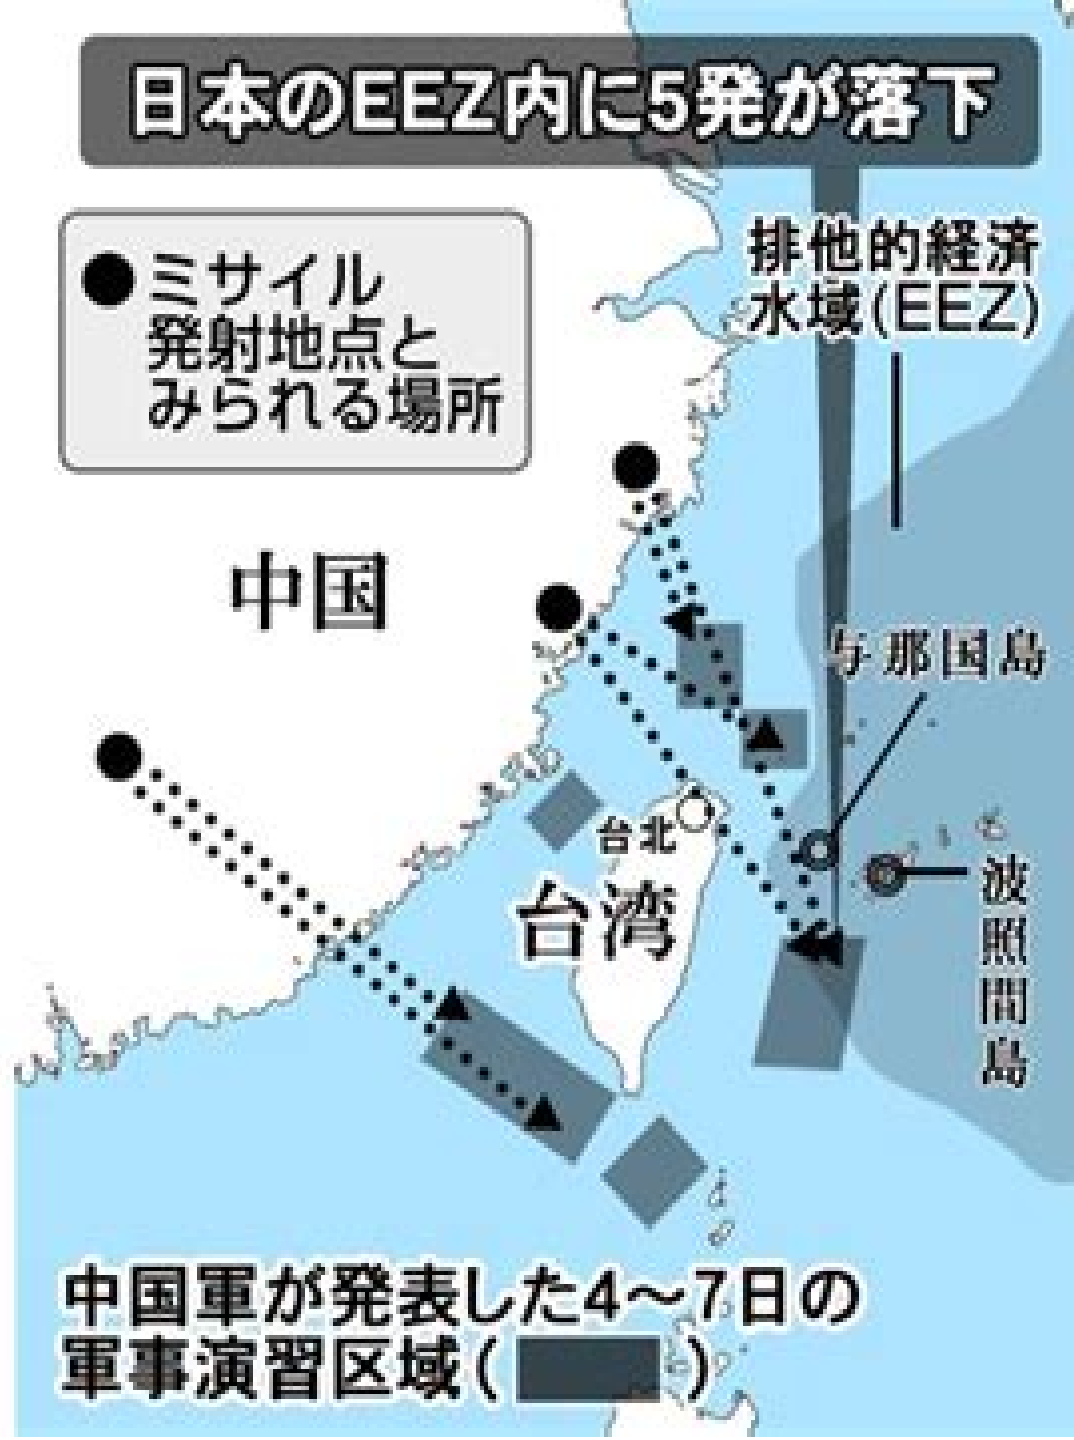 日本のEEZ内に5発が落下
●ミサイル
発射地点と
みられる場所
排他的経済
水域(EEZ)
中国
与那国島
台北
台湾
波照間島
中国軍が発表した4〜7日の
軍事演習区域( )